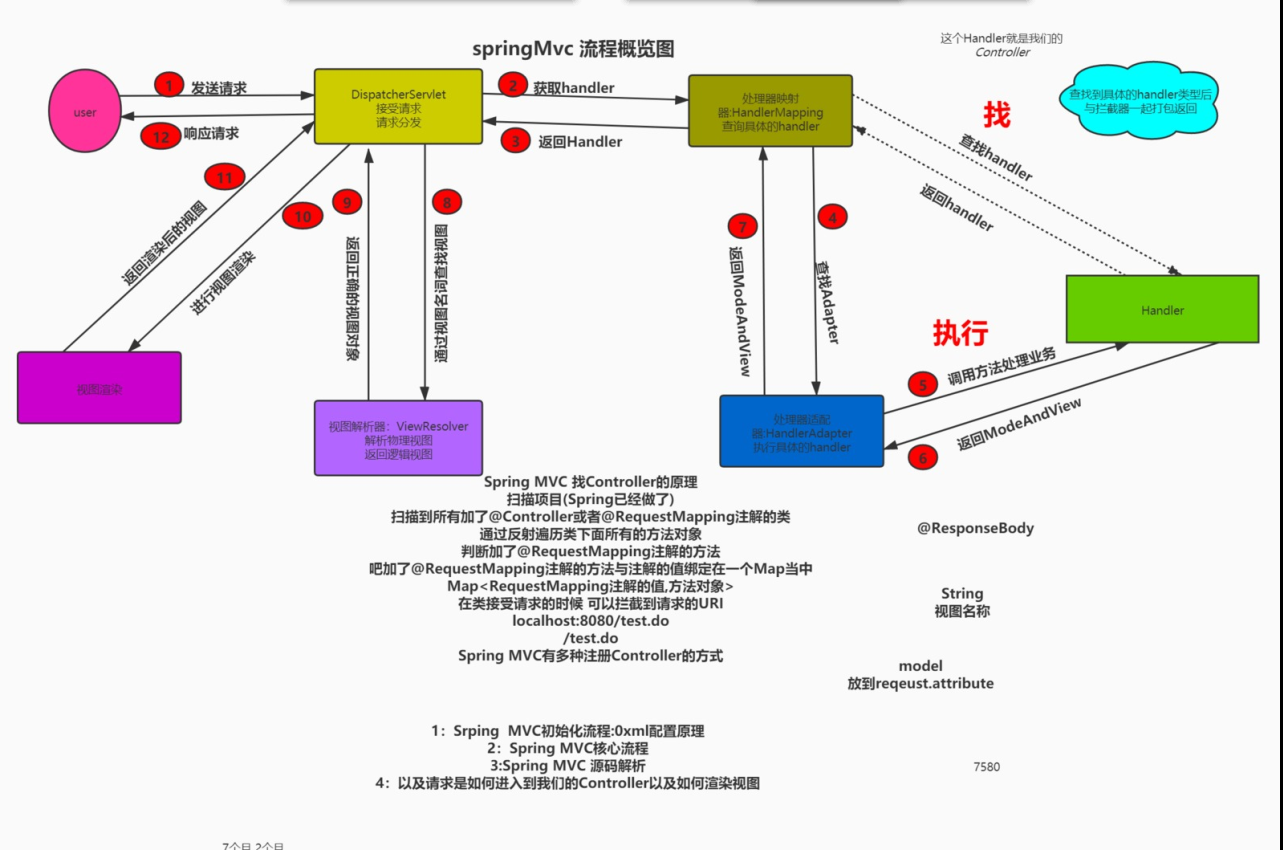 springMvc 流程概览图
这个Handler就是我们的
Controller
user
1
发送请求
12
响应请求
DispatcherServlet
接受请求
请求分发
2
获取handler
3
返回Handler
处理器映射
器:HandlerMapping
查询具体的handler
找
查找到具体的handler类型后
与拦截器一起打包返回
查找handler
返回handler
11
返回渲染后的视图
10
进行视图渲染
9
返回正确的视图对象
8
通过视图名词查找视图
7
返回ModeAndView
4
查找Adapter
Handler
执行
5
调用方法处理业务
6
返回ModeAndView
视图渲染
视图解析器：ViewResolver
解析物理视图
返回逻辑视图
处理器适配
器:HandlerAdapter
执行具体的handler
Spring MVC 找Controller的原理
扫描项目(Spring已经做了)
扫描到所有加了@Controller或者@RequestMapping注解的类
通过反射遍历类下面所有的方法对象
判断加了@RequestMapping注解的方法
吧加了@RequestMapping注解的方法与注解的值绑定在一个Map当中
Map<RequestMapping注解的值,方法对象>
在类接受请求的时候 可以拦截到请求的URI
localhost:8080/test.do
/test.do
Spring MVC有多种注册Controller的方式
@ResponseBody
String
视图名称
model
放到reqeust.attribute
1：Srping  MVC初始化流程:0xml配置原理
2：Spring MVC核心流程
3:Spring MVC 源码解析
4：以及请求是如何进入到我们的Controller以及如何渲染视图
7580
7个月 2个月